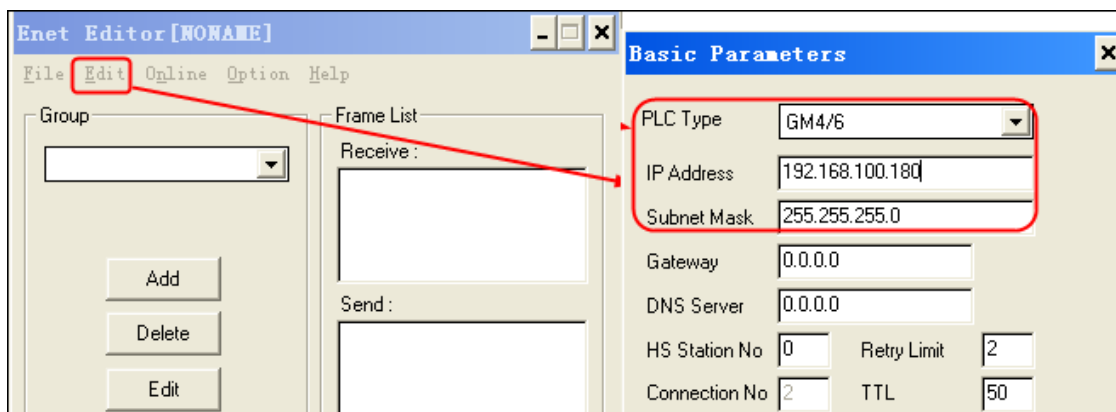 Enet Editor[NONAME]
File Edit Online Option Help
Group
Frame List
Receive :
Add
Send :
Delete
Edit
Basic Parameters
PLC Type GM4/6
IP Address 192.168.100.180
Subnet Mask 255.255.255.0
Gateway 0.0.0.0
DNS Server 0.0.0.0
HS Station No 0 Retry Limit 2
Connection No 2 TTL 50